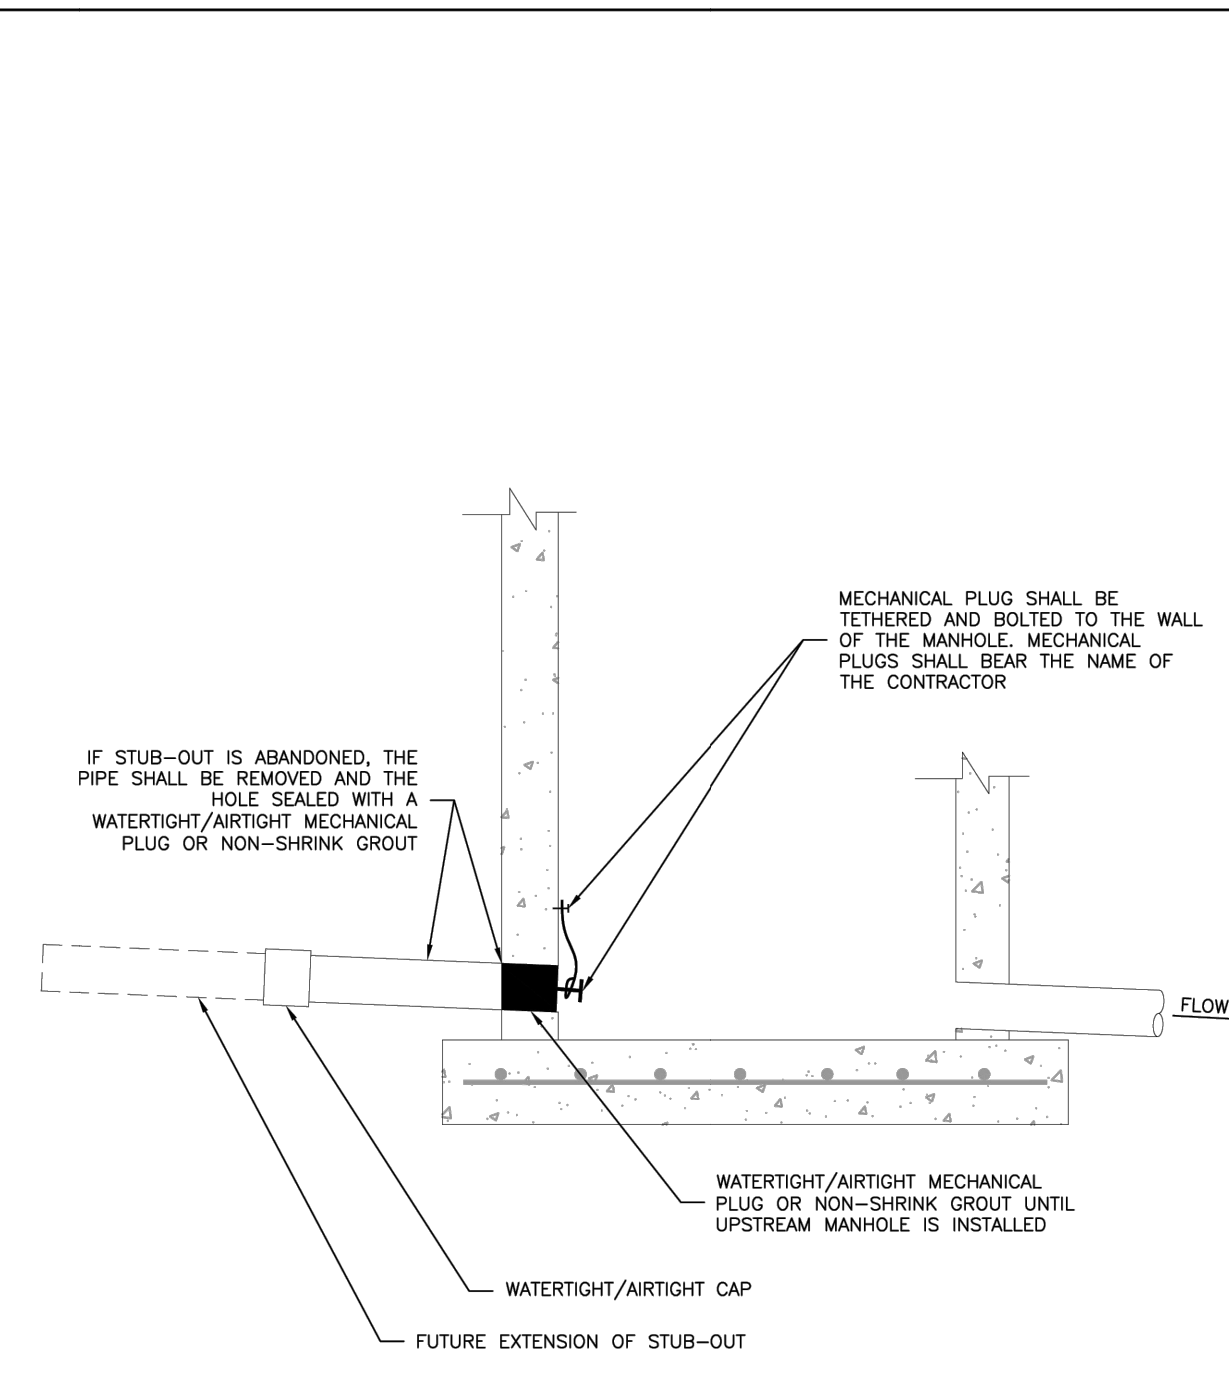 MECHANICAL PLUG SHALL BE
TETHERED AND BOLTED TO THE WALL
OF THE MANHOLE. MECHANICAL
PLUGS SHALL BEAR THE NAME OF
THE CONTRACTOR
IF STUB-OUT IS ABANDONED, THE
PIPE SHALL BE REMOVED AND THE
HOLE SEALED WITH A
WATERTIGHT/AIRTIGHT MECHANICAL
PLUG OR NON-SHRINK GROUT
FLOW
WATERTIGHT/AIRTIGHT MECHANICAL
PLUG OR NON-SHRINK GROUT UNTIL
UPSTREAM MANHOLE IS INSTALLED
WATERTIGHT/AIRTIGHT CAP
FUTURE EXTENSION OF STUB-OUT